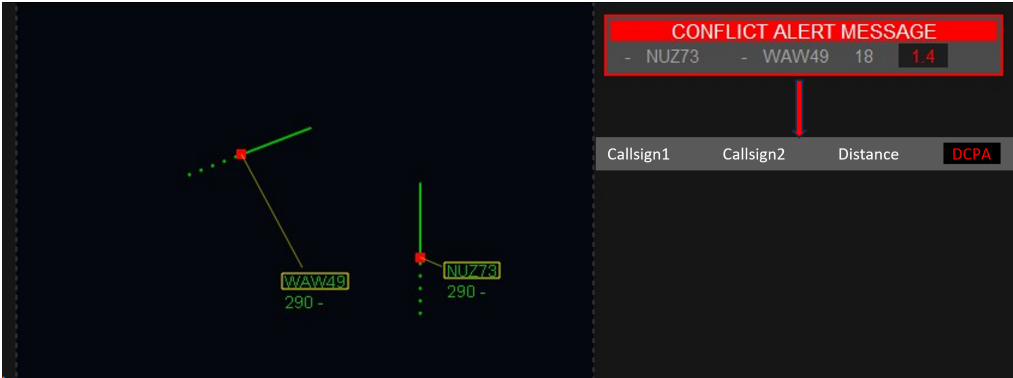 CONFLICT ALERT MESSAGE
- NUZ73 - WAW49 18 1.4
Callsign1 Callsign2 Distance DCPA
WAW49
290 -
NUZ73
290 -